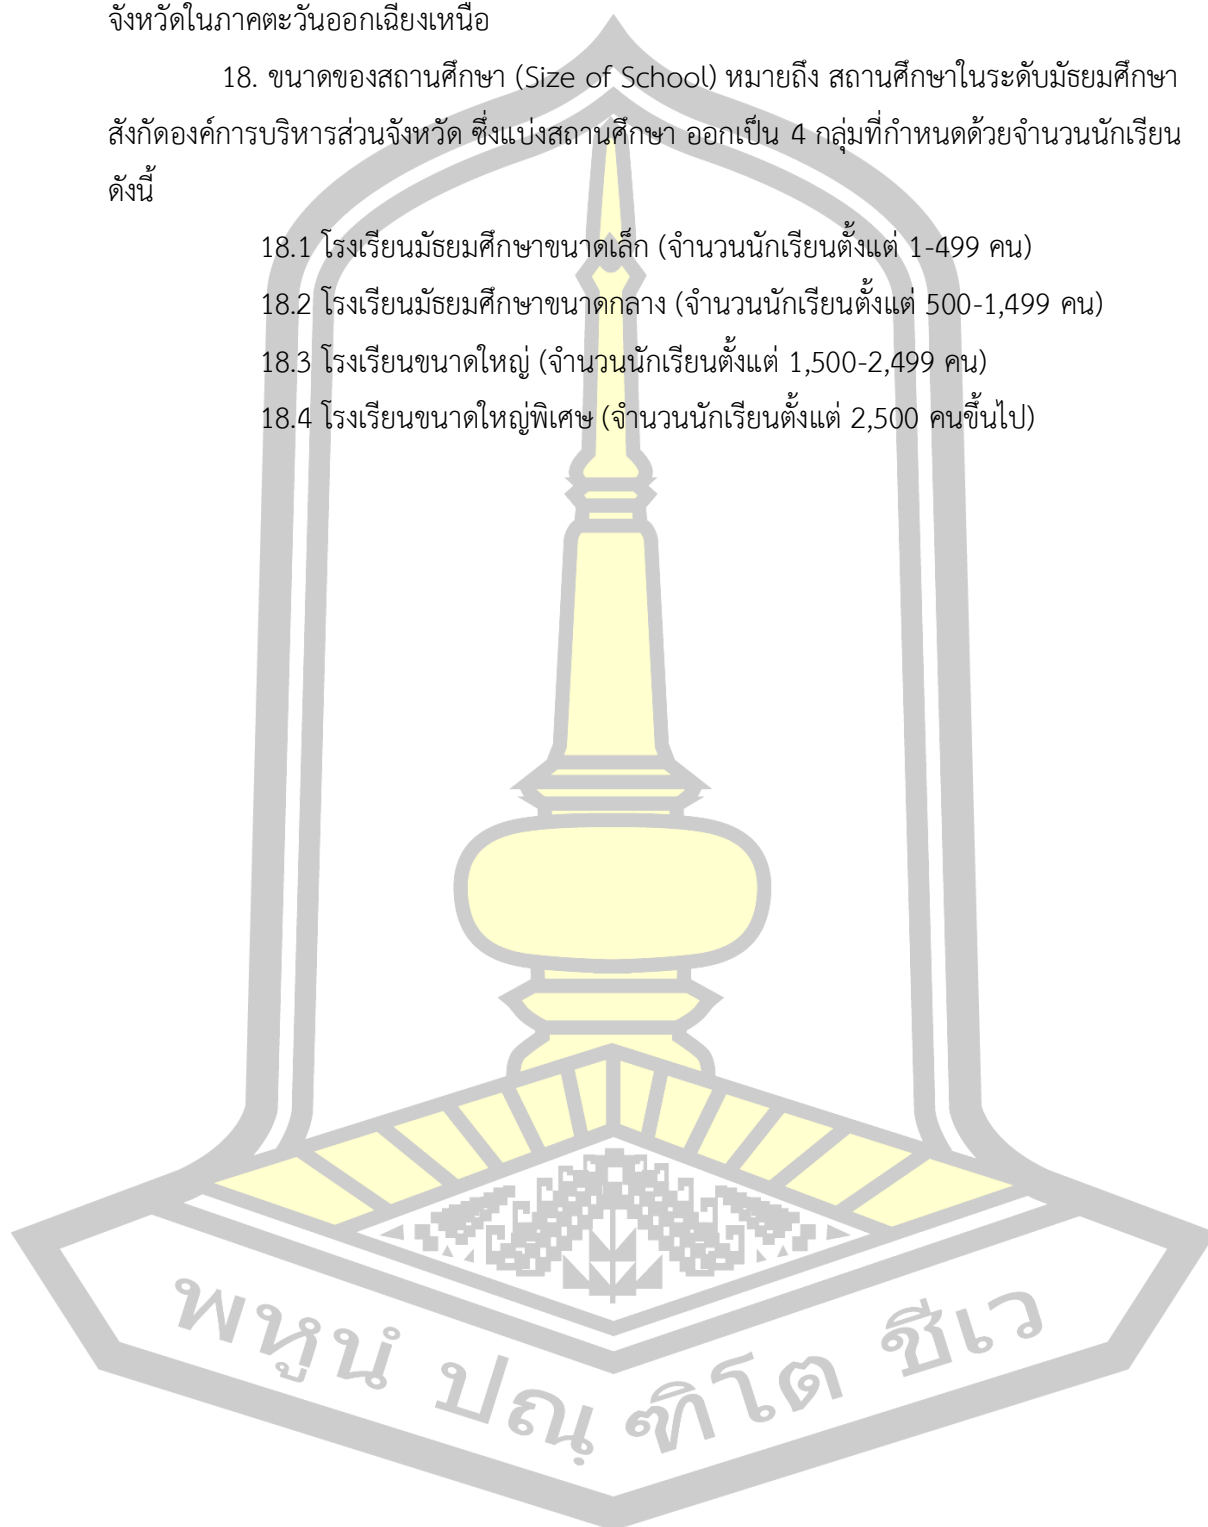 จังหวัดในภาคตะวันออกเฉียงเหนือ
18. ขนาดของสถานศึกษา (Size of School) หมายถึง สถานศึกษาในระดับมัธยมศึกษา
สังกัดองค์การบริหารส่วนจังหวัด ซึ่งแบ่งสถานศึกษา ออกเป็น 4 กลุ่มที่กำหนดด้วยจำนวนนักเรียน
ดังนี้
18.1 โรงเรียนมัธยมศึกษาขนาดเล็ก (จำนวนนักเรียนตั้งแต่ 1-499 คน)
18.2 โรงเรียนมัธยมศึกษาขนาดกลาง (จำนวนนักเรียนตั้งแต่ 500-1,499 คน)
18.3 โรงเรียนขนาดใหญ่ (จำนวนนักเรียนตั้งแต่ 1,500-2,499 คน)
18.4 โรงเรียนขนาดใหญ่พิเศษ (จำนวนนักเรียนตั้งแต่ 2,500 คนขึ้นไป)
พหูนํ ปณฺ ฑิโต ชีเว